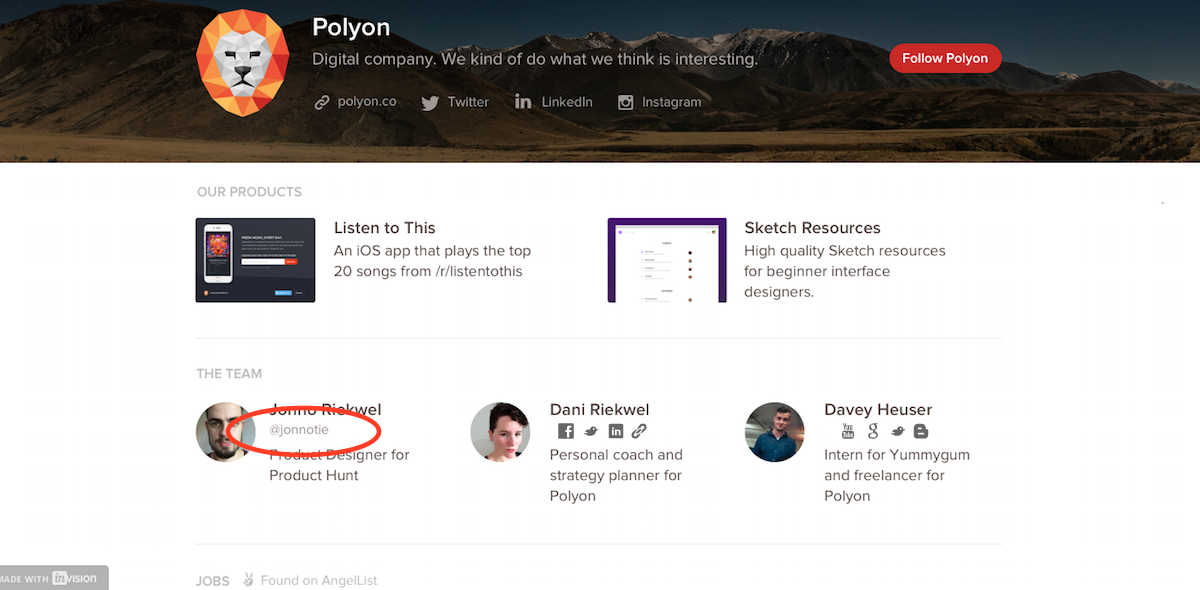 Polyon
Digital company. We kind of do what we think is interesting.
Follow Polyon
polyon.co Twitter LinkedIn Instagram
OUR PRODUCTS
Listen to This
An iOS app that plays the top
20 songs from /r/listentothis
Sketch Resources
High quality Sketch resources
for beginner interface
designers.
THE TEAM
Jonno Riekwel
@jonnotie
Product Designer for
Product Hunt
Dani Riekwel
Personal coach and
strategy planner for
Polyon
Davey Heuser
Intern for Yummygum
and freelancer for
Polyon
MADE WITH invision
JOBS Found on AngelList